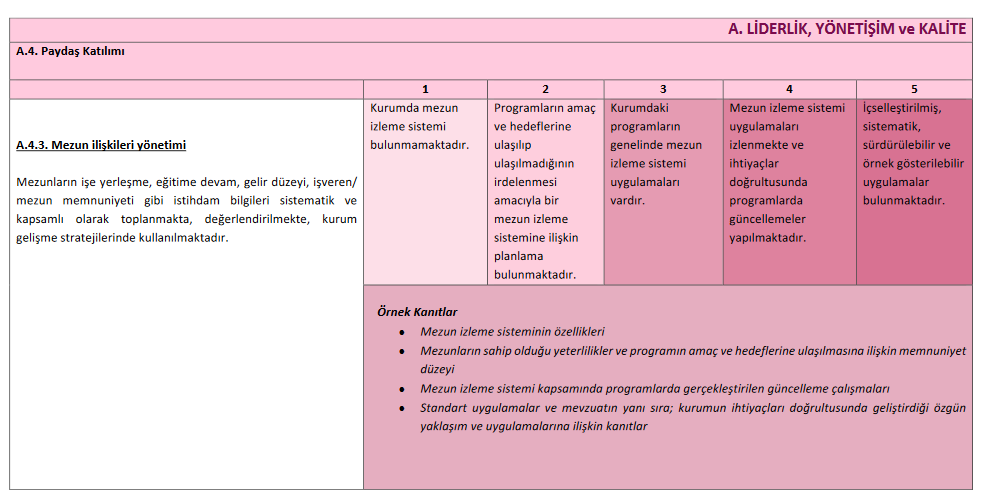 A. LİDERLİK, YÖNETİŞİM ve KALİTE
A.4. Paydaş Katılımı
1
2
3
4
5
A.4.3. Mezun ilişkileri yönetimi
Mezunların işe yerleşme, eğitime devam, gelir düzeyi, işveren/
mezun memnuniyeti gibi istihdam bilgileri sistematik ve
kapsamlı olarak toplanmakta, değerlendirilmekte, kurum
gelişme stratejilerinde kullanılmaktadır.
Kurumda mezun
izleme sistemi
bulunmamaktadır.
Programların amaç
ve hedeflerine
ulaşılıp
ulaşılmadığının
irdelenmesi
amacıyla bir
mezun izleme
sistemine ilişkin
planlama
bulunmaktadır.
Kurumdaki
programların
genelinde mezun
izleme sistemi
uygulamaları
vardır.
Mezun izleme sistemi
uygulamaları
izlenmekte ve
ihtiyaçlar
doğrultusunda
programlarda
güncellemeler
yapılmaktadır.
İçselleştirilmiş,
sistematik,
sürdürülebilir ve
örnek gösterilebilir
uygulamalar
bulunmaktadır.
Örnek Kanıtlar
• Mezun izleme sisteminin özellikleri
• Mezunların sahip olduğu yeterlilikler ve programın amaç ve hedeflerine ulaşılmasına ilişkin memnuniyet
düzeyi
• Mezun izleme sistemi kapsamında programlarda gerçekleştirilen güncelleme çalışmaları
• Standart uygulamalar ve mevzuatın yanı sıra; kurumun ihtiyaçları doğrultusunda geliştirdiği özgün
yaklaşım ve uygulamalarına ilişkin kanıtlar